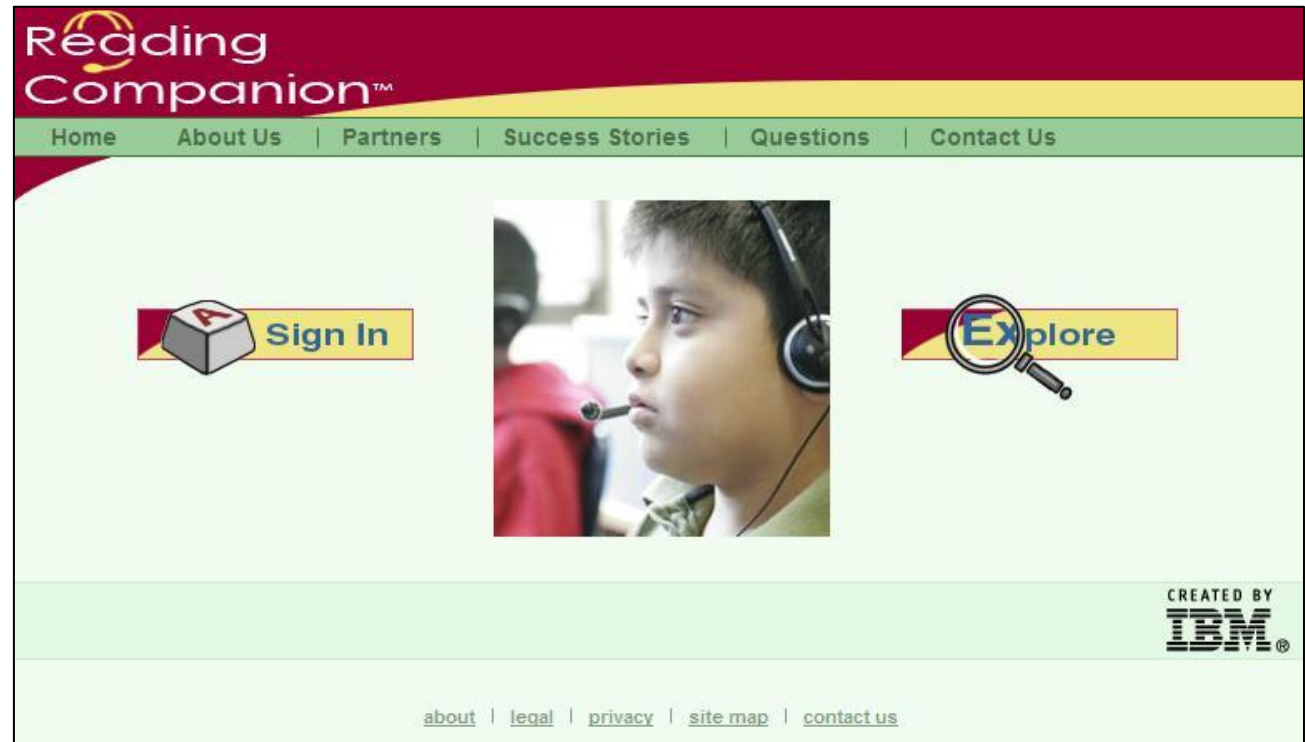 Reading
Companion™
Home About Us | Partners | Success Stories | Questions | Contact Us
A
Sign In
Explore
CREATED BY
IBM®
about | legal | privacy | site map | contact us